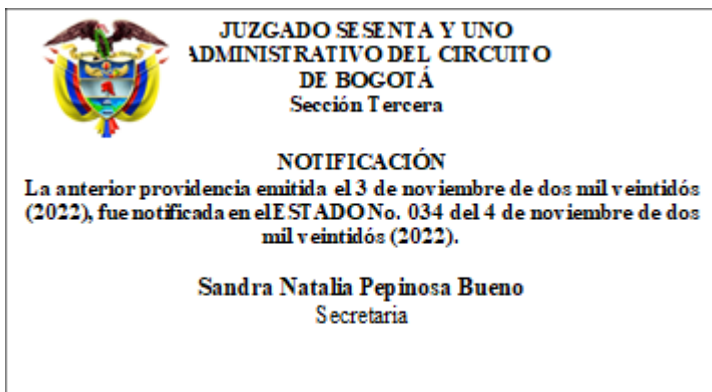 JUZGADO SESENTA Y UNO
ADMINISTRATIVO DEL CIRCUITO
DE BOGOTÁ
Sección Tercera
NOTIFICACIÓN
La anterior providencia emitida el 3 de noviembre de dos mil veintidós
(2022), fue notificada en el ESTADO No. 034 del 4 de noviembre de dos
mil veintidós (2022).
Sandra Natalia Pepinosa Bueno
Secretaria